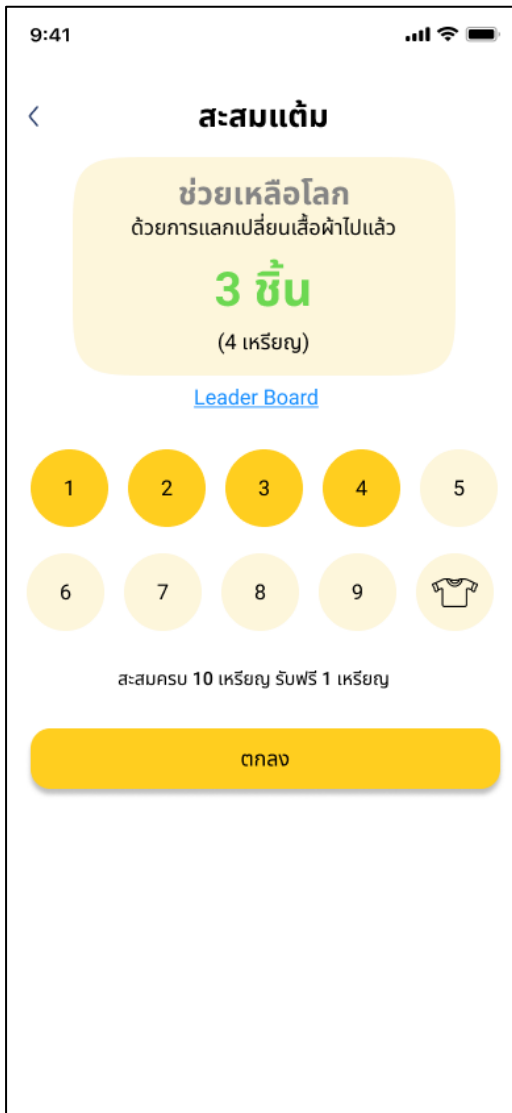 9:41
สะสมแต้ม
ช่วยเหลือโลก
ด้วยการแลกเปลี่ยนเสื้อผ้าไปแล้ว
3 ชิ้น
(4 เหรียญ)
Leader Board
1 2 3 4 5
6 7 8 9
สะสมครบ 10 เหรียญ รับฟรี 1 เหรียญ
ตกลง